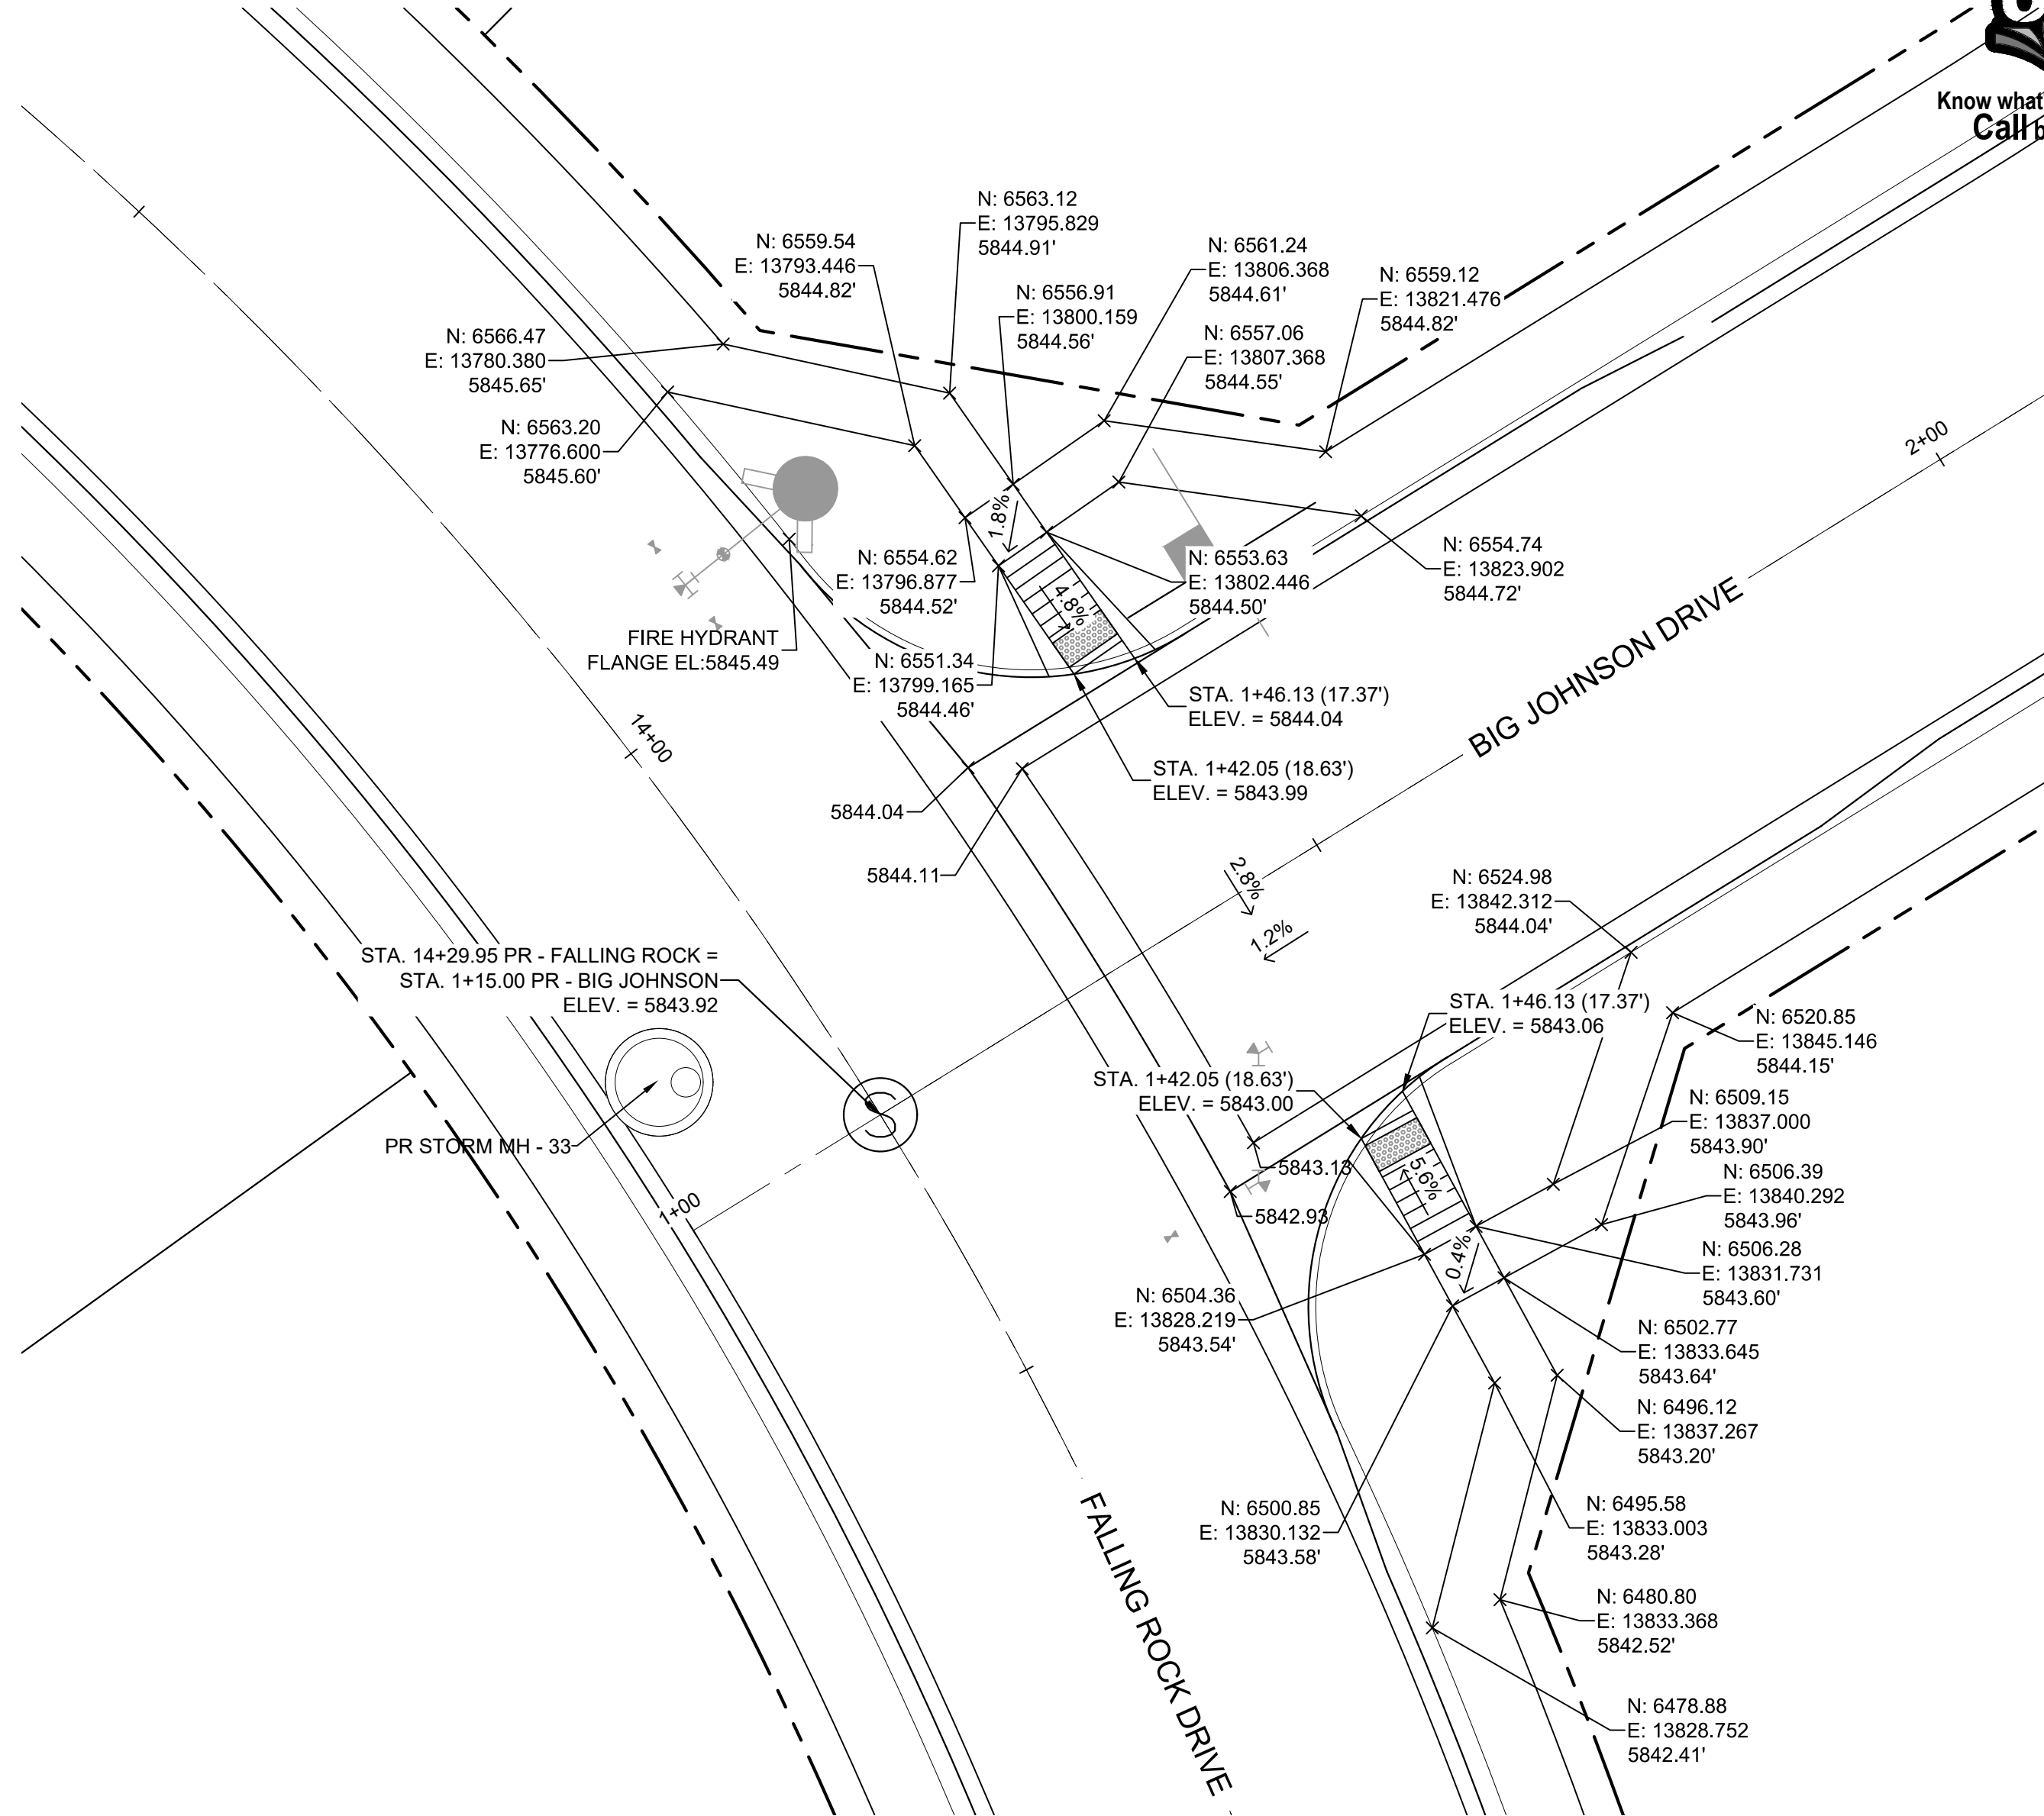 Know what
Call b
N: 6563.12
E: 13795.829
5844.91'
N: 6559.54
E: 13793.446
5844.82'
N: 6561.24
E: 13806.368
5844.61'
N: 6559.12
E: 13821.476
5844.82'
N: 6556.91
E: 13800.159
5844.56'
N: 6557.06
E: 13807.368
5844.55'
N: 6566.47
E: 13780.380
5845.65'
N: 6563.20
E: 13776.600
5845.60'
2+00
1.8%
N: 6554.62
E: 13796.877
5844.52'
N: 6553.63
E: 13802.446
5844.50'
N: 6554.74
E: 13823.902
5844.72'
4.8%
FIRE HYDRANT
FLANGE EL:5845.49
N: 6551.34
E: 13799.165
5844.46'
STA. 1+46.13 (17.37')
ELEV. = 5844.04
BIG JOHNSON DRIVE
14+00
STA. 1+42.05 (18.63')
ELEV. = 5843.99
5844.04
5844.11
2.8%
1.2%
N: 6524.98
E: 13842.312
5844.04'
STA. 14+29.95 PR - FALLING ROCK =
STA. 1+15.00 PR - BIG JOHNSON
ELEV. = 5843.92
STA. 1+46.13 (17.37')
ELEV. = 5843.06
N: 6520.85
E: 13845.146
5844.15'
STA. 1+42.05 (18.63')
ELEV. = 5843.00
N: 6509.15
E: 13837.000
5843.90'
S
PR STORM MH - 33
5843.13
5.6%
N: 6506.39
E: 13840.292
5843.96'
1+00
5842.93
0.4%
N: 6506.28
E: 13831.731
5843.60'
N: 6504.36
E: 13828.219
5843.54'
N: 6502.77
E: 13833.645
5843.64'
N: 6496.12
E: 13837.267
5843.20'
N: 6500.85
E: 13830.132
5843.58'
N: 6495.58
E: 13833.003
5843.28'
FALLING ROCK DRIVE
N: 6480.80
E: 13833.368
5842.52'
N: 6478.88
E: 13828.752
5842.41'